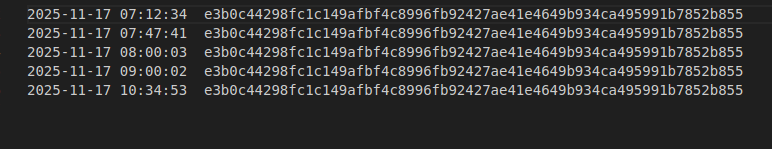 2025-11-17 07:12:34  e3b0c44298fc1c149afbf4c8996fb92427ae41e4649b934ca495991b7852b855
2025-11-17 07:47:41  e3b0c44298fc1c149afbf4c8996fb92427ae41e4649b934ca495991b7852b855
2025-11-17 08:00:03  e3b0c44298fc1c149afbf4c8996fb92427ae41e4649b934ca495991b7852b855
2025-11-17 09:00:02  e3b0c44298fc1c149afbf4c8996fb92427ae41e4649b934ca495991b7852b855
2025-11-17 10:34:53  e3b0c44298fc1c149afbf4c8996fb92427ae41e4649b934ca495991b7852b855